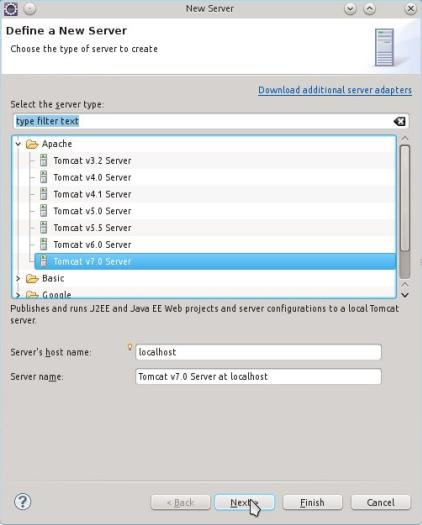 New Server
Define a New Server
Choose the type of server to create
Download additional server adapters
Select the server type:
type filter text
Apache
Tomcat v3.2 Server
Tomcat v4.0 Server
Tomcat v4.1 Server
Tomcat v5.0 Server
Tomcat v5.5 Server
Tomcat v6.0 Server
Tomcat v7.0 Server
Basic
Google
Publishes and runs J2EE and Java EE Web projects and server configurations to a local Tomcat
server.
Server's host name: localhost
Server name: Tomcat v7.0 Server at localhost
? < Back Next > Finish Cancel